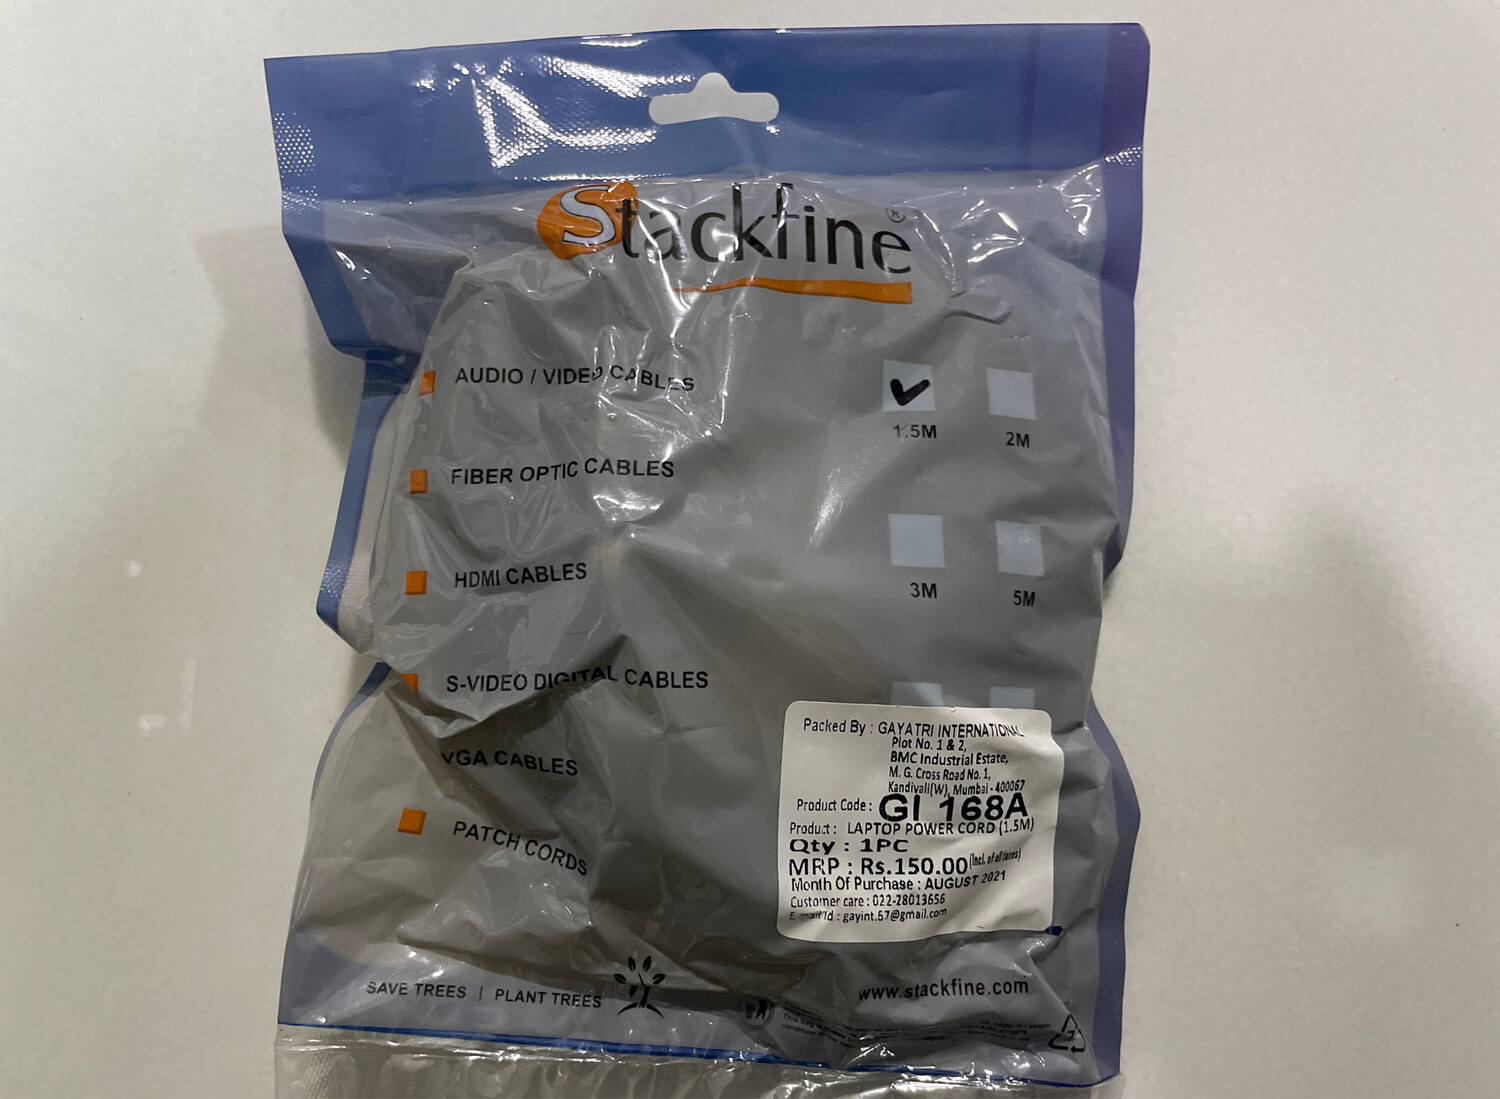 Stackfine®
AUDIO / VIDEO CABLES
1.5M
2M
FIBER OPTIC CABLES
HDMI CABLES
3M
5M
S-VIDEO DIGITAL CABLES
VGA CABLES
PATCH CORDS
Packed By : GAYATRI INTERNATIONAL
Plot No. 1 & 2,
BMC Industrial Estate,
M. G. Cross Road No. 1,
Kandivali(W), Mumbai - 400067
Product Code : GI 168A
Product : LAPTOP POWER CORD (1.5M)
Qty : 1PC
MRP : Rs.150.00 (Incl. of all taxes)
Month Of Purchase : AUGUST 2021
Customer care : 022-28013656
E-mail Id : gayint.57@gmail.com
SAVE TREES | PLANT TREES
www.stackfine.com
This bag is